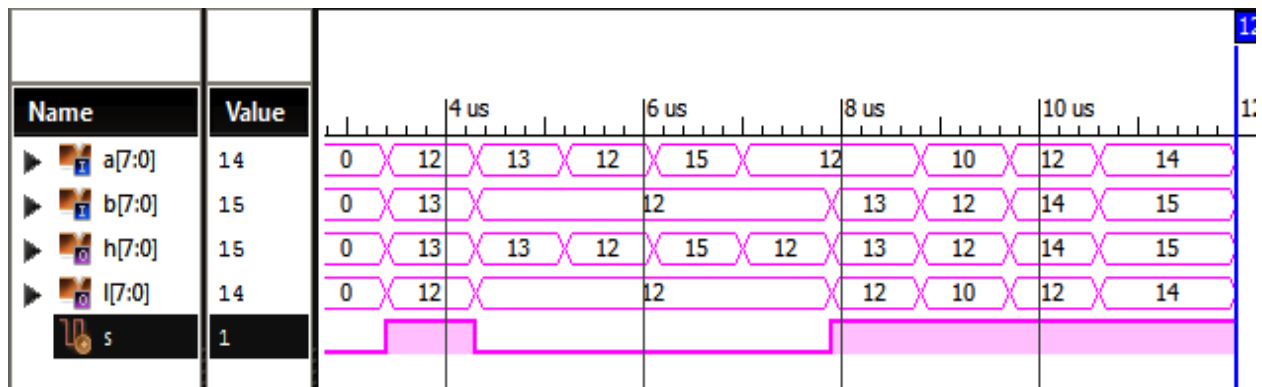 12
Name Value 4 us 6 us 8 us 10 us 12
a[7:0] 14 0 12 13 12 15 12 10 12 14
b[7:0] 15 0 13 12 13 12 14 15
h[7:0] 15 0 13 13 12 15 12 13 12 14 15
l[7:0] 14 0 12 12 12 10 12 14
s 1